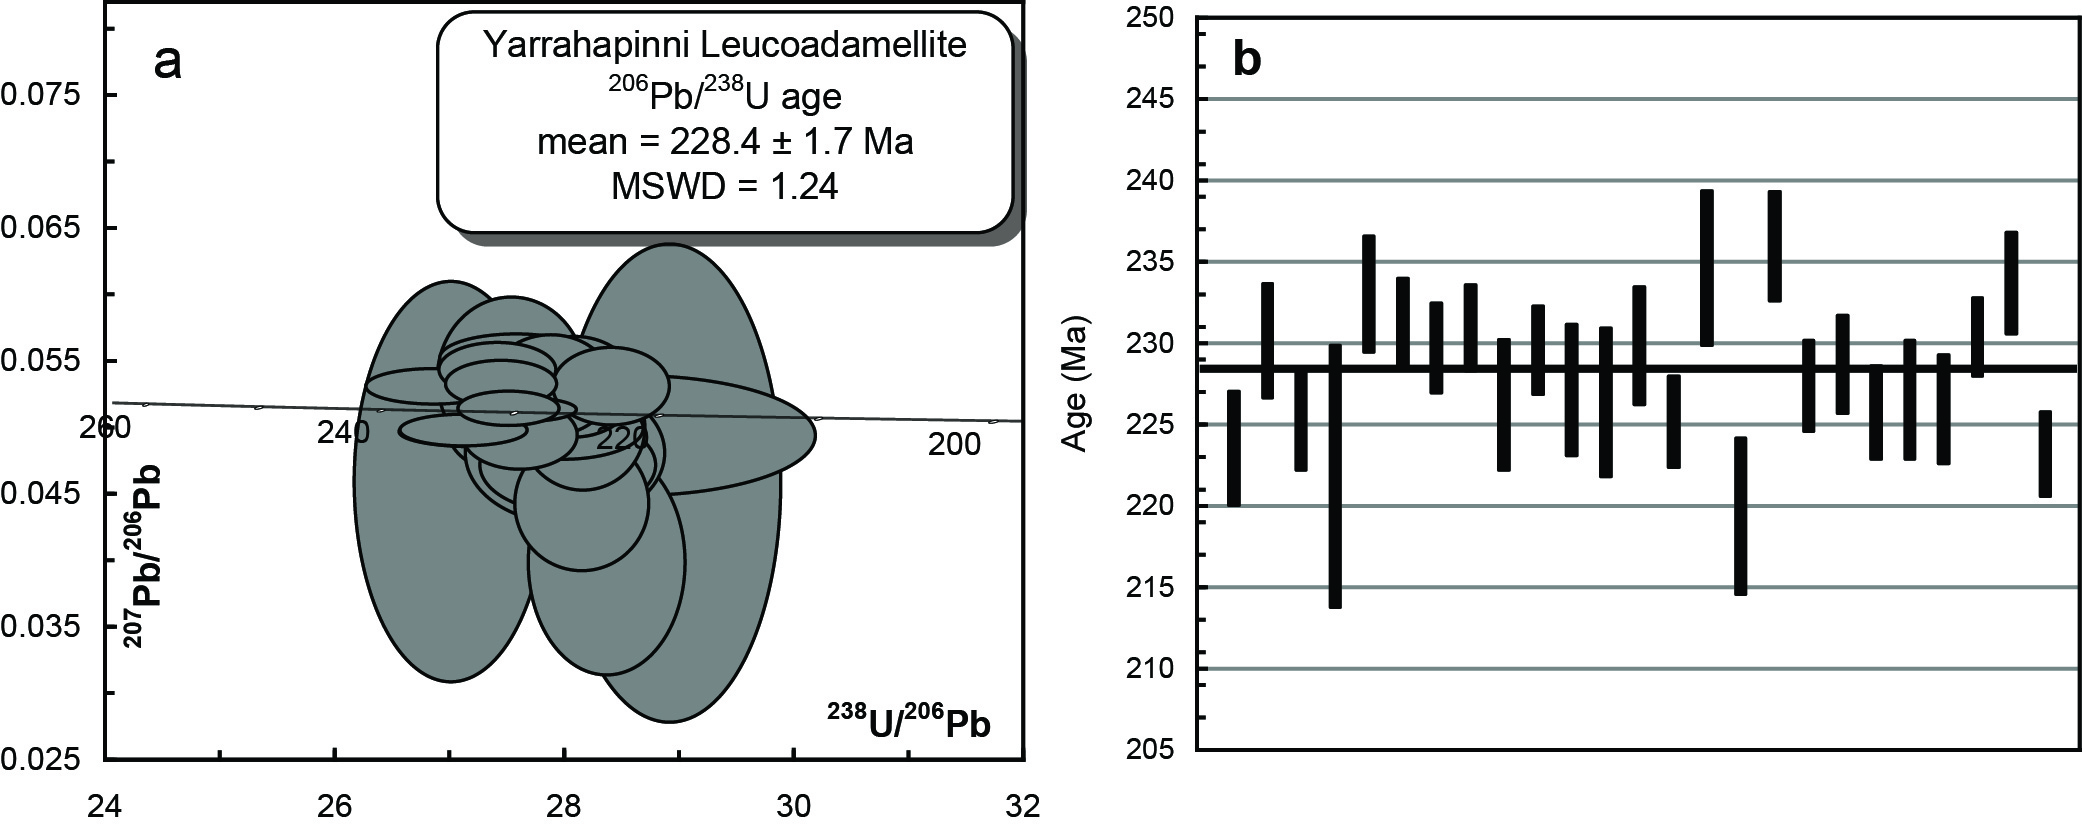 a
Yarrahapinni Leucoadamellite
²⁰⁶Pb/²³⁸U age
mean = 228.4 ± 1.7 Ma
MSWD = 1.24
0.075
0.065
0.055
0.045
0.035
0.025
²⁰⁷Pb/²⁰⁶Pb
260
240
220
200
²³⁸U/²⁰⁶Pb
24
26
28
30
32
b
Age (Ma)
250
245
240
235
230
225
220
215
210
205